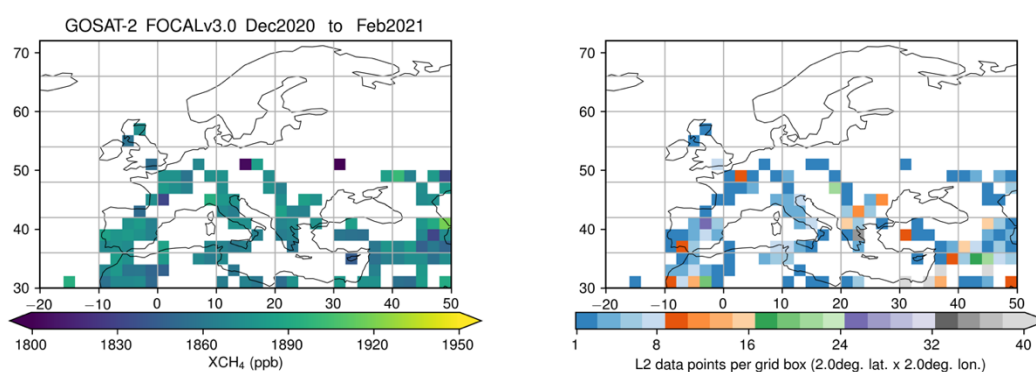 GOSAT-2 FOCALv3.0 Dec2020 to Feb2021
70
60
50
40
30
−20 −10 0 10 20 30 40 50
1800 1830 1860 1890 1920 1950
XCH₄ (ppb)
70
60
50
40
30
−20 −10 0 10 20 30 40 50
1 8 16 24 32 40
L2 data points per grid box (2.0deg. lat. x 2.0deg. lon.)